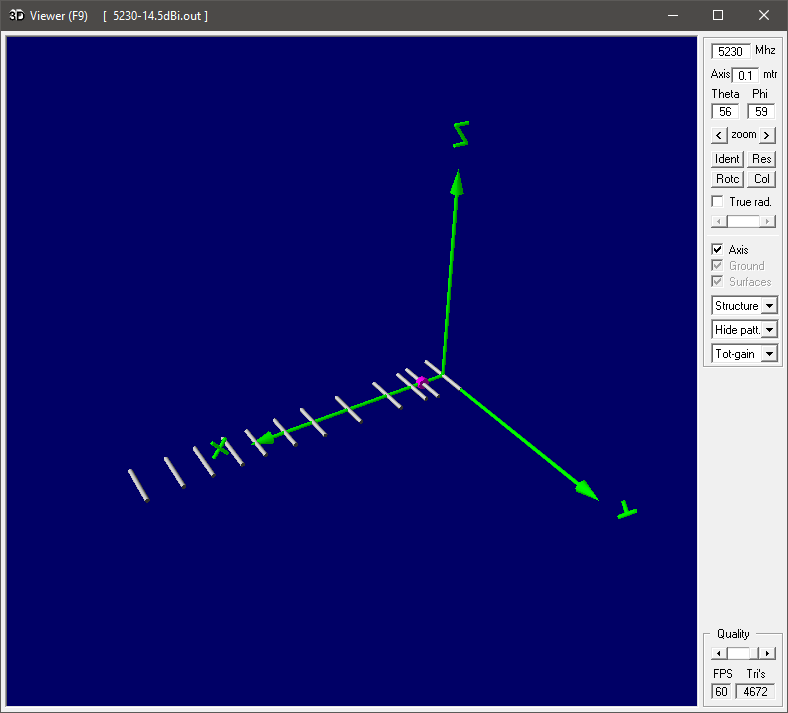 3D Viewer (F9) [ 5230-14.5dBi.out ]
5230 Mhz
Axis 0.1 mtr
Theta Phi
56 59
< zoom >
Ident Res
Rotc Col
True rad.
Axis
Ground
Surfaces
Structure
Hide patt.
Tot-gain
Z
X
Y
Quality
FPS Tri's
60 4672